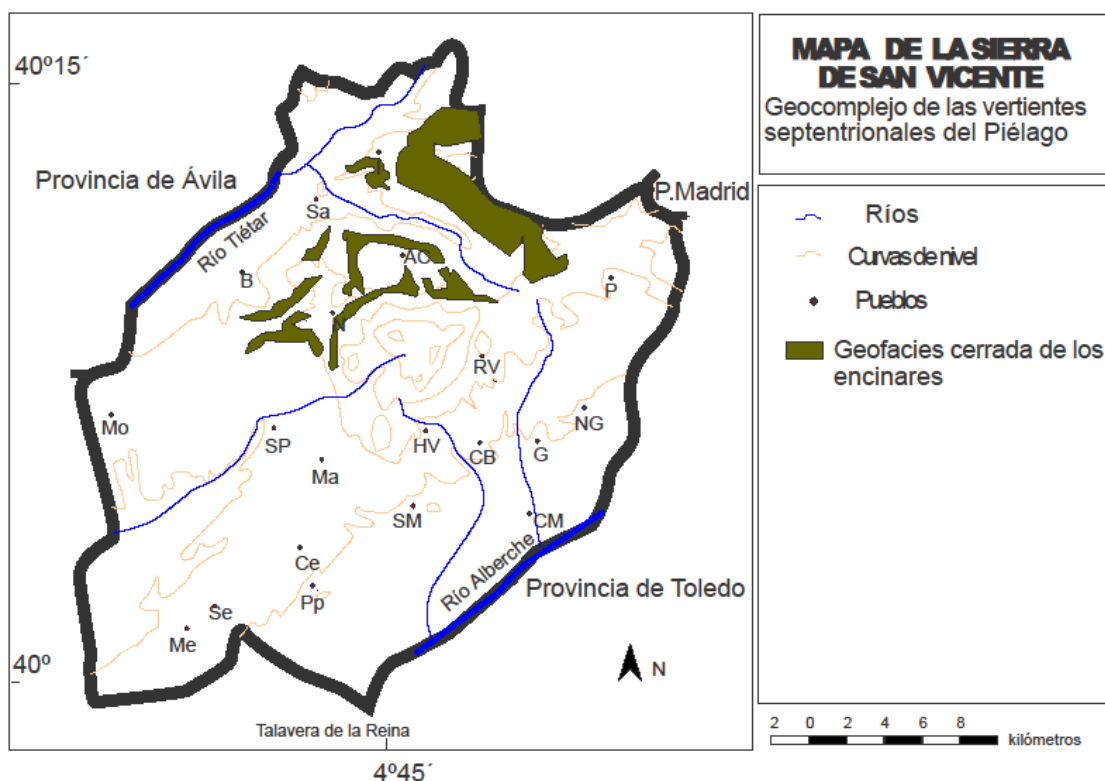 MAPA DE LA SIERRA
DE SAN VICENTE
Geocomplejo de las vertientes
septentrionales del Piélago
Ríos
Curvas de nivel
Pueblos
Geofacies cerrada de los
encinares
2 0 2 4 6 8
kilómetros
40º15´
Provincia de Ávila
P.Madrid
Río Tiétar
Sa
AC
B
P
N
RV
Mo
NG
SP
HV
CB
G
Ma
SM
CM
Ce
Río Alberche
Provincia de Toledo
Pp
Se
Me
40º
N
Talavera de la Reina
4º45´